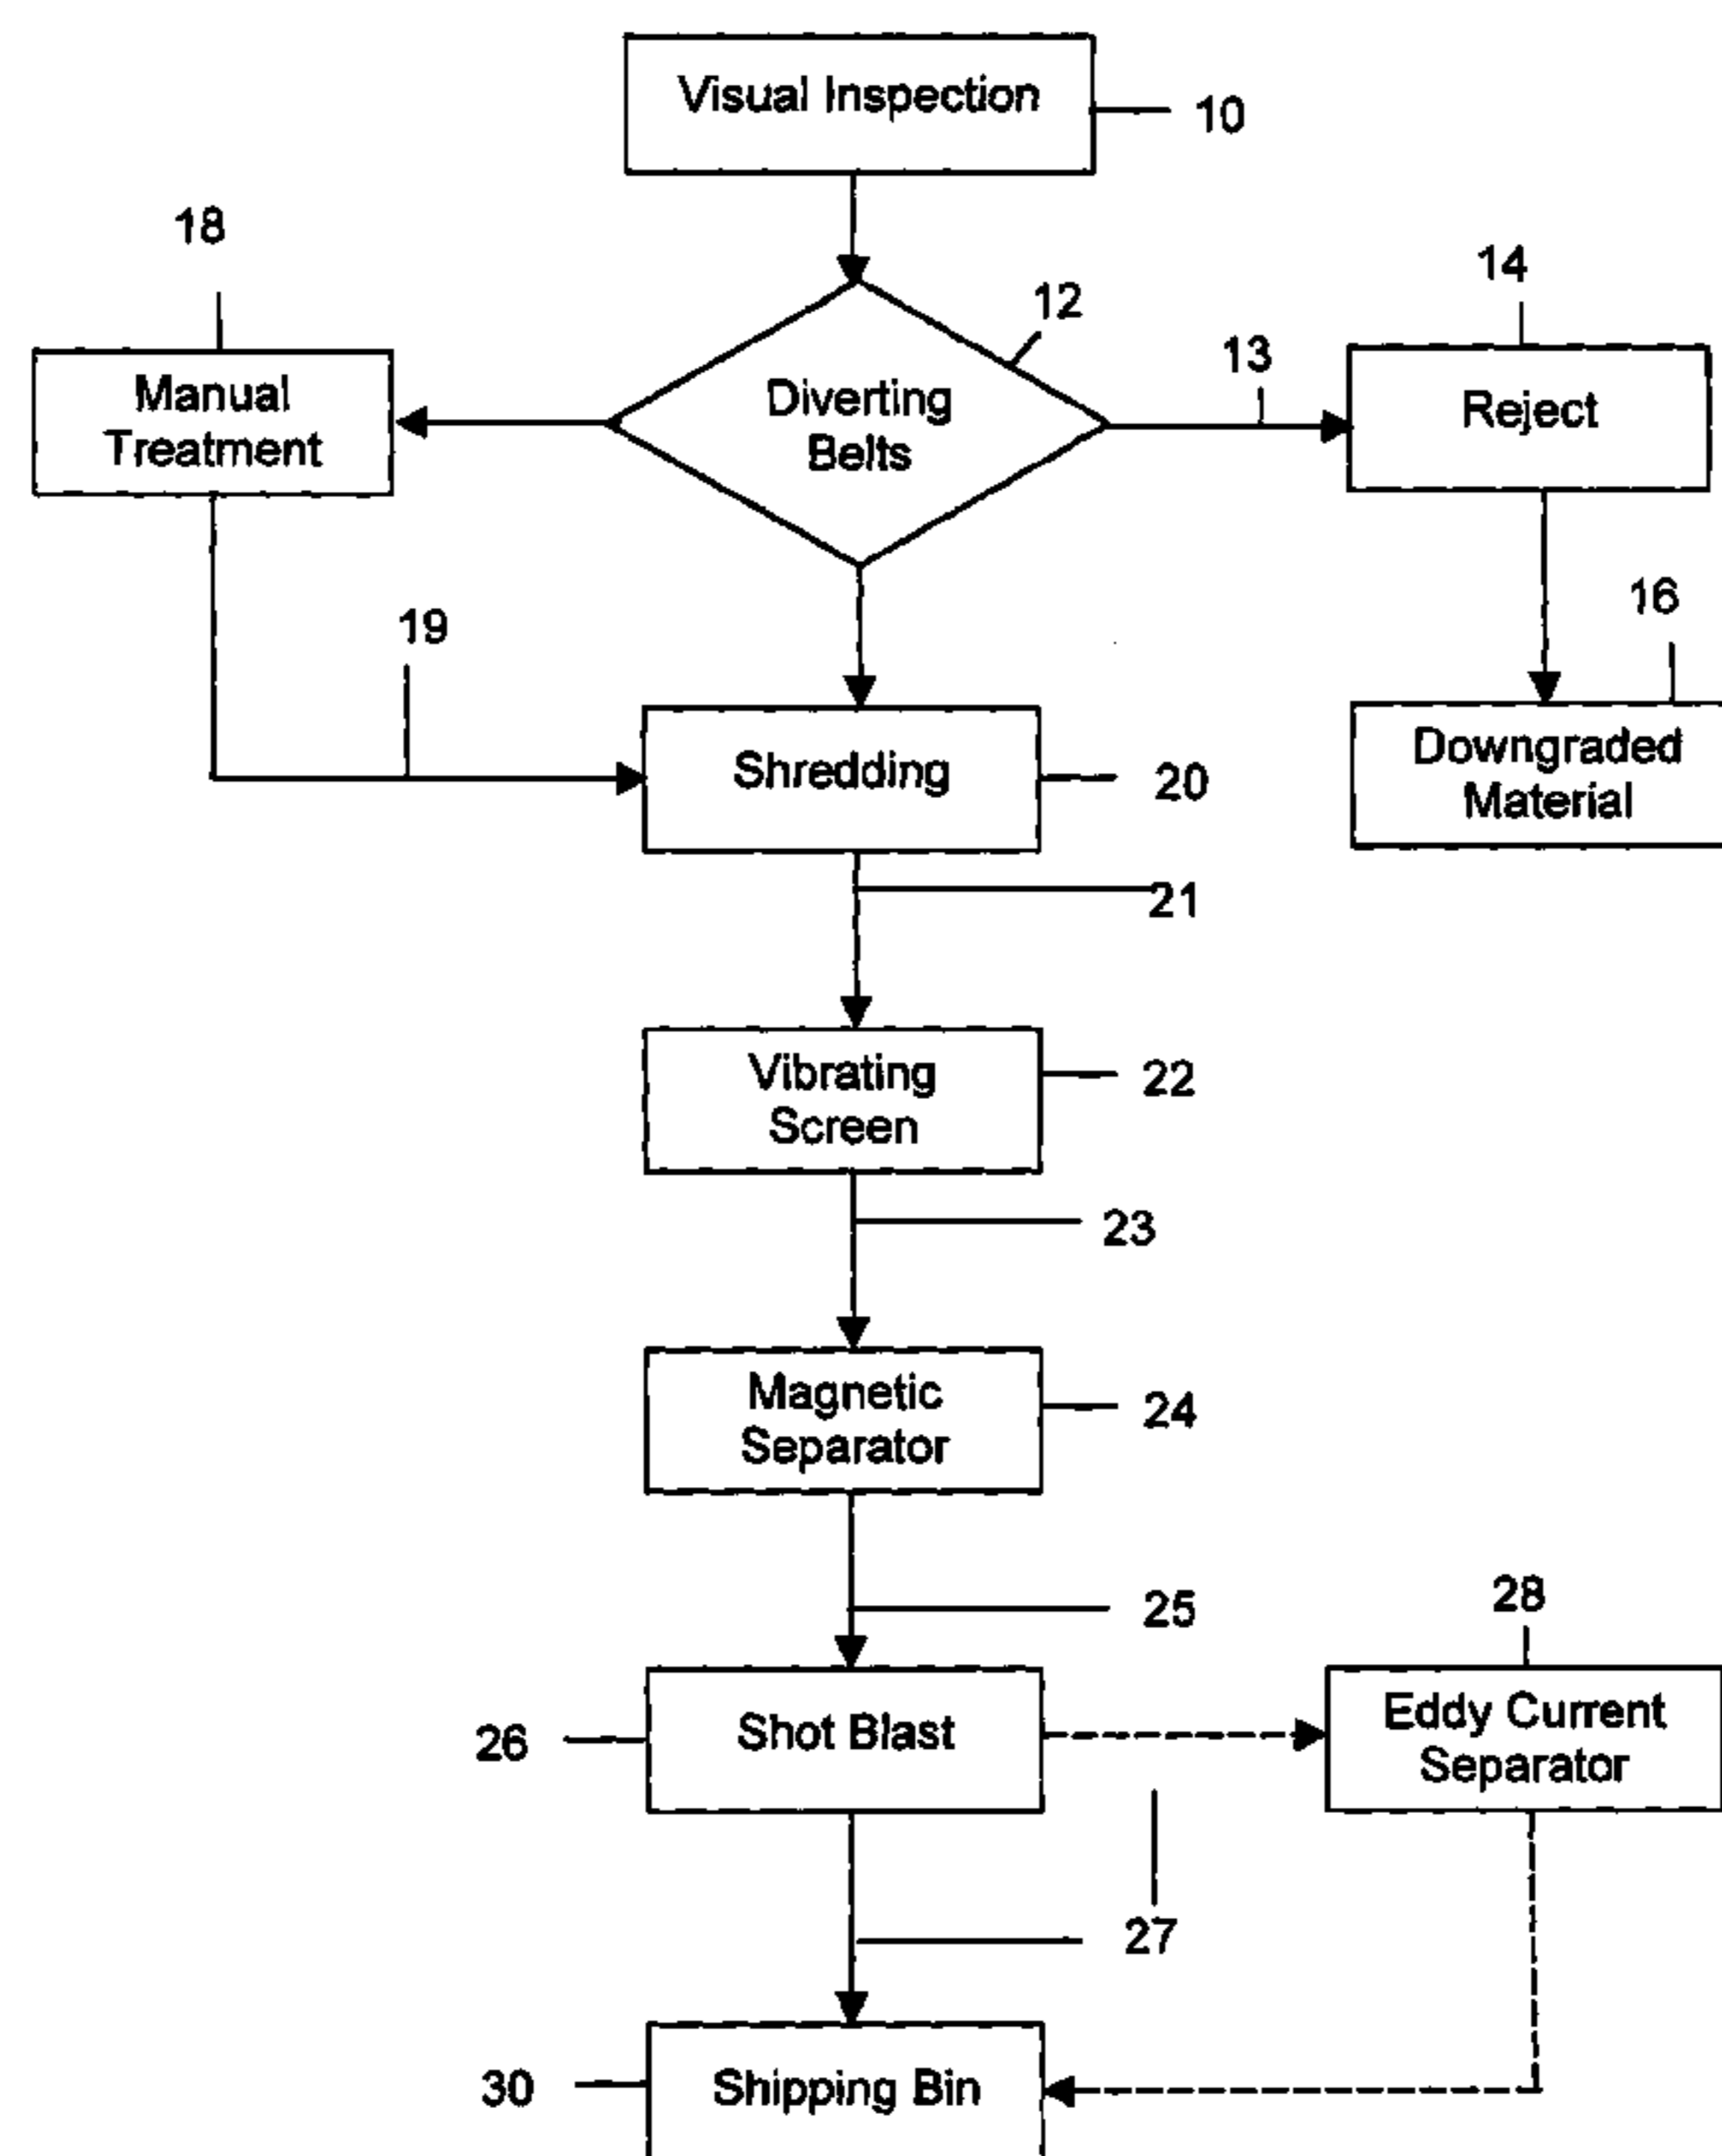 Visual Inspection
10
18
12
13
14
Manual
Treatment
Diverting
Belts
Reject
19
16
Shredding
20
Downgraded
Material
21
Vibrating
Screen
22
23
Magnetic
Separator
24
25
28
26
Shot Blast
Eddy Current
Separator
27
30
Shipping Bin